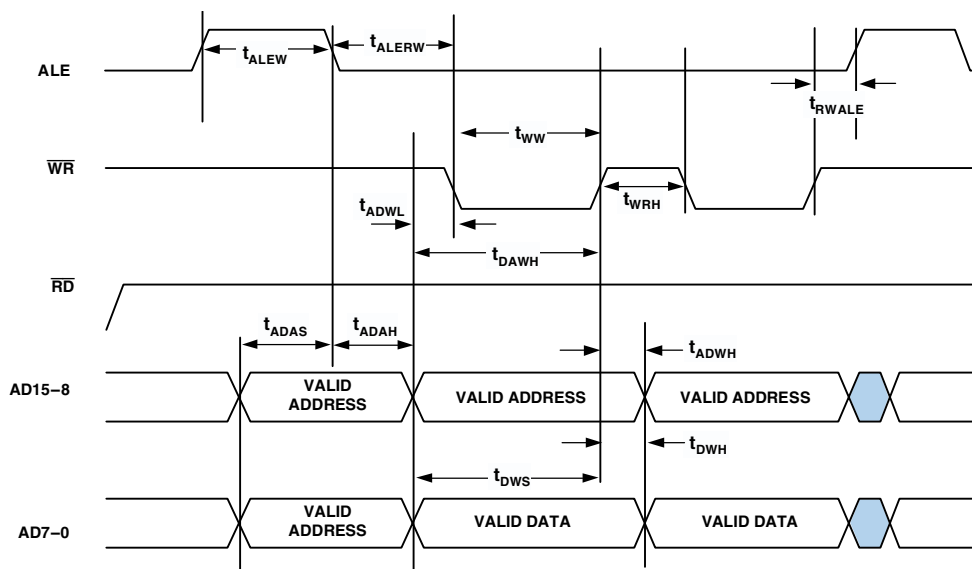 tALEW
tALERW
ALE
tRWALE
tWW
WR
tWRH
tADWL
tDAWH
RD
tADAS
tADAH
tADWH
AD15–8
VALID
ADDRESS
VALID ADDRESS
VALID ADDRESS
tDWH
tDWS
AD7–0
VALID
ADDRESS
VALID DATA
VALID DATA